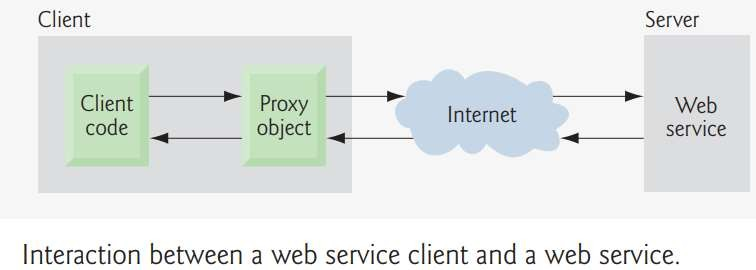 Client
Server
Client
code
Proxy
object
Internet
Web
service
Interaction between a web service client and a web service.